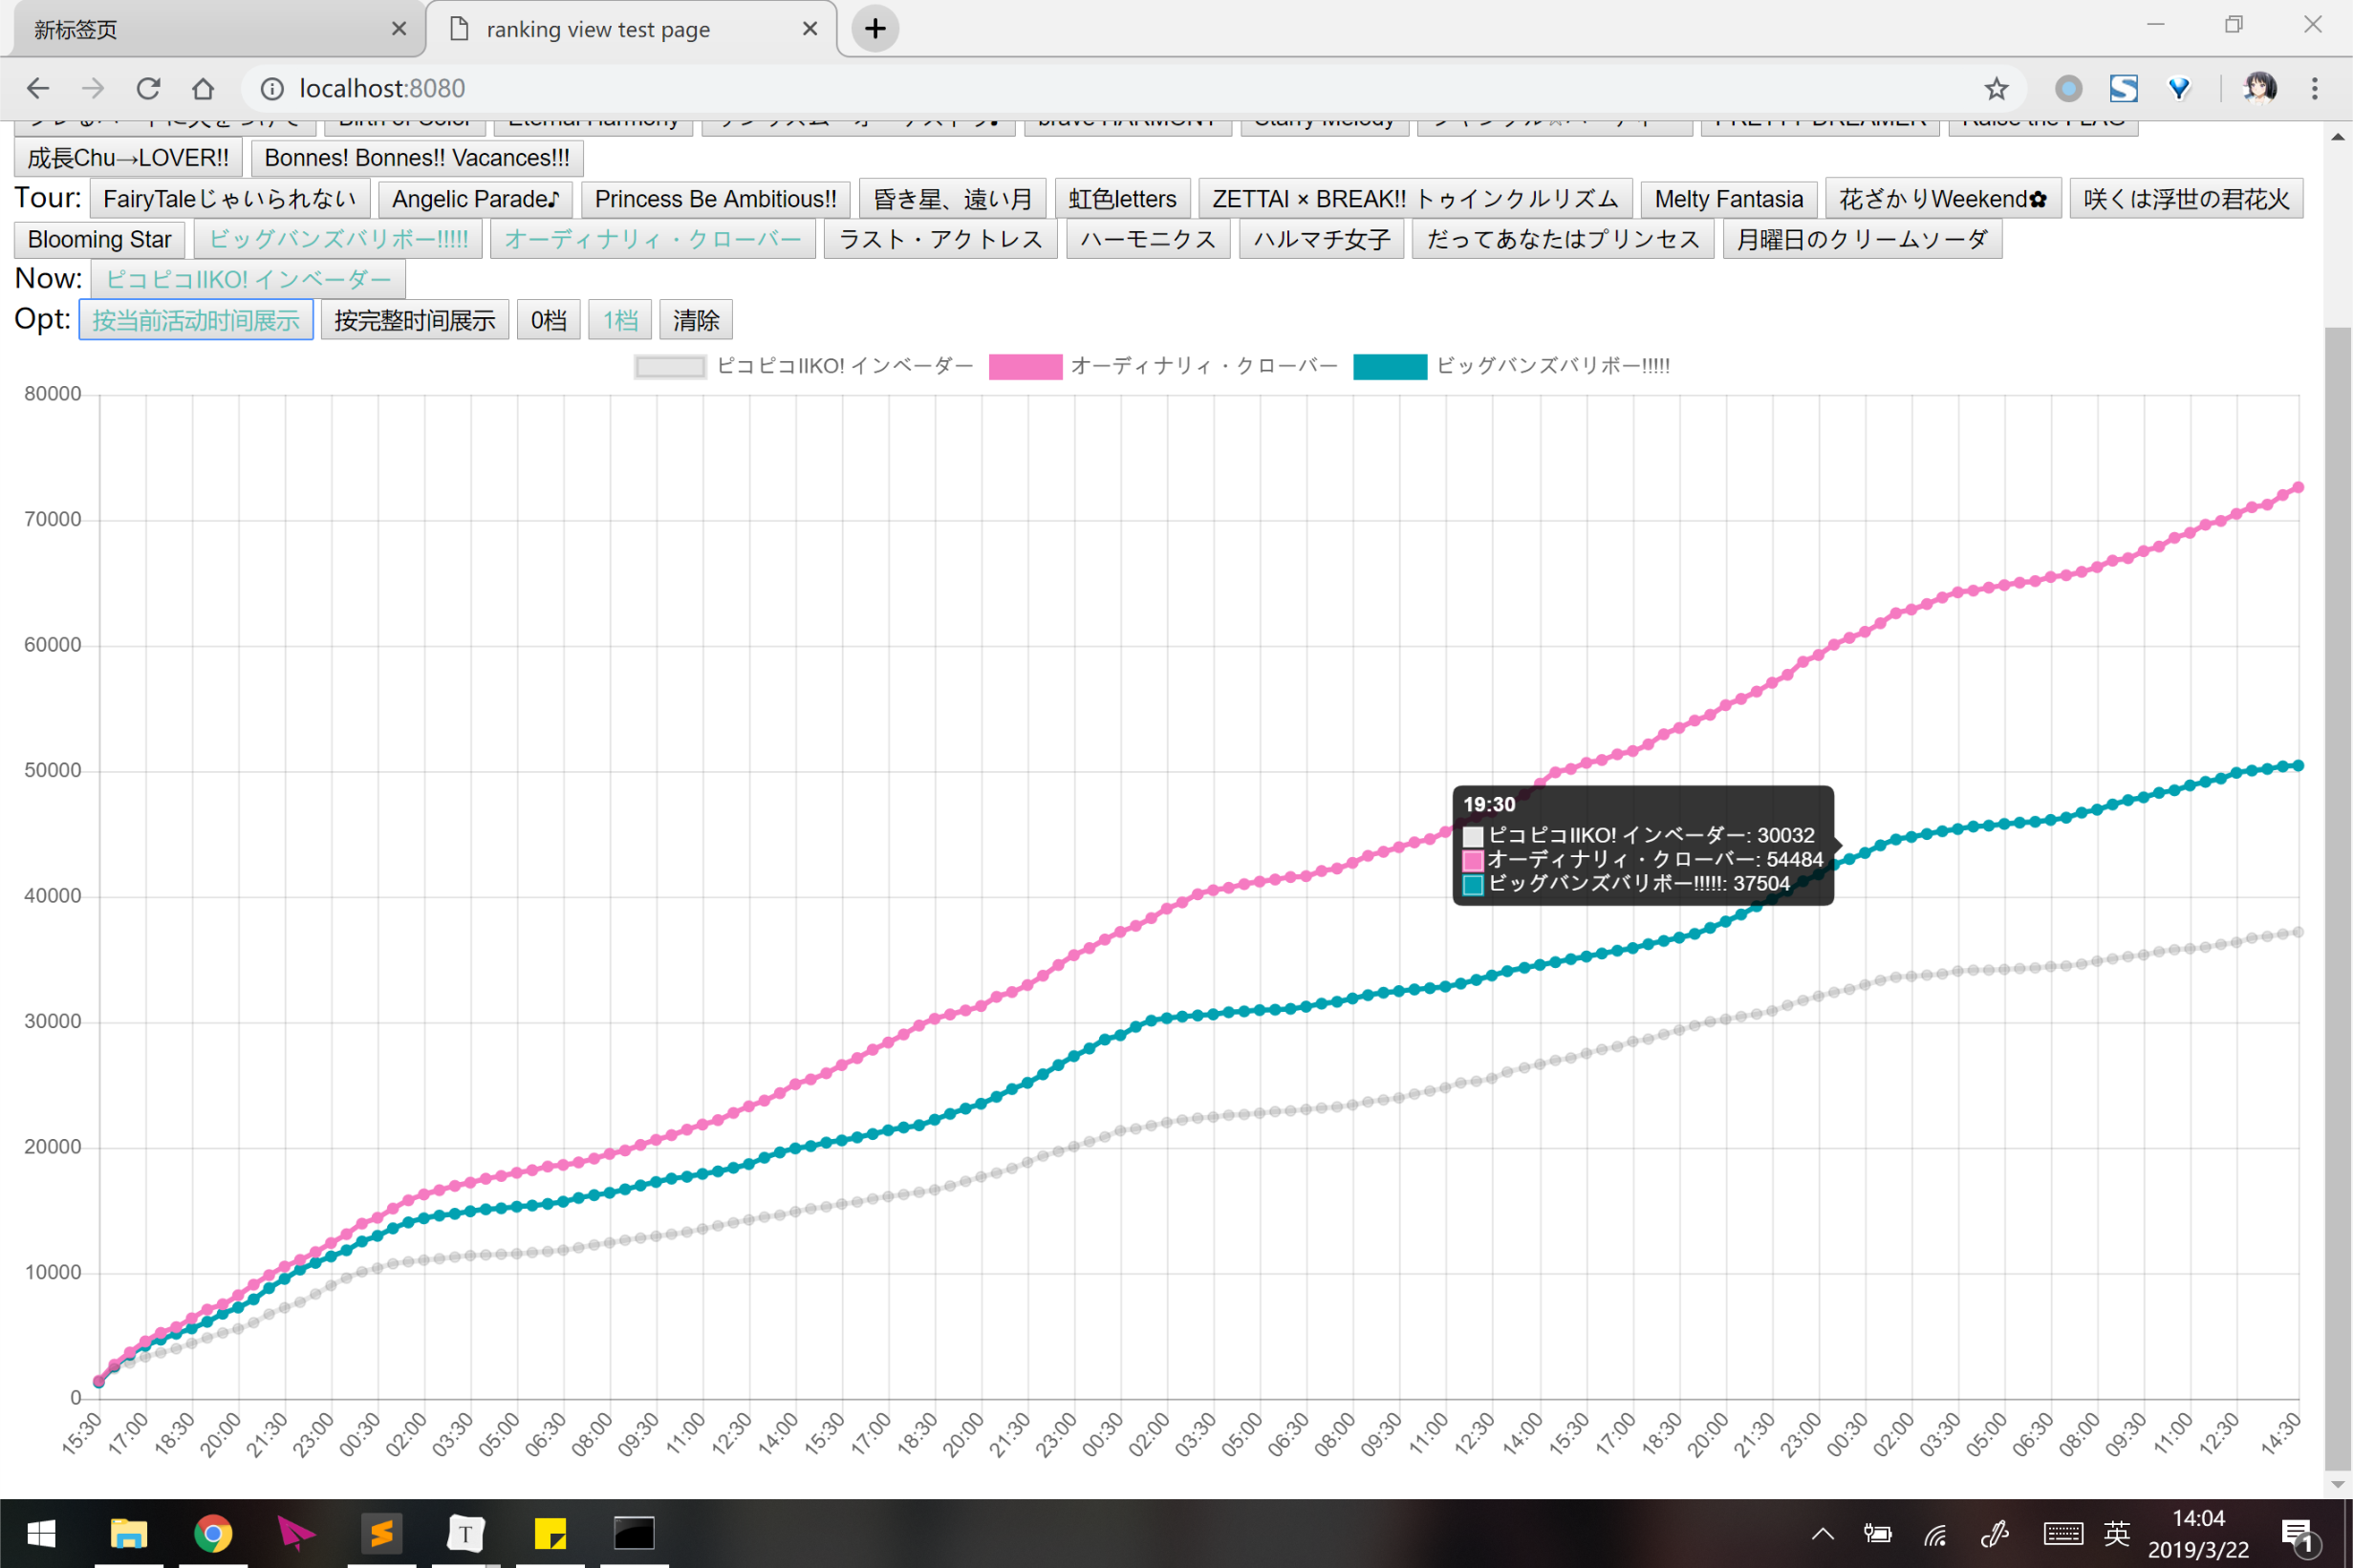 新标签页
ranking view test page
localhost:8080
Birth of Color Eternal Harmony brave HARMONY Starry Melody PRETTY DREAMER Raise the FLAG
成長Chu→LOVER!! Bonnes! Bonnes!! Vacances!!!
Tour: FairyTaleじゃいられない Angelic Parade♪ Princess Be Ambitious!! 昏き星、遠い月 虹色letters ZETTAI × BREAK!! トゥインクルリズム Melty Fantasia 花ざかりWeekend✿ 咲くは浮世の君花火
Blooming Star ビッグバンズバリボー!!!!! オーディナリィ・クローバー ラスト・アクトレス ハーモニクス ハルマチ女子 だってあなたはプリンセス 月曜日のクリームソーダ
Now: ピコピコIIKO! インベーダー
Opt: 按当前活动时间展示 按完整时间展示 0档 1档 清除
ピコピコIIKO! インベーダー オーディナリィ・クローバー ビッグバンズバリボー!!!!!
80000
70000
60000
50000
40000
30000
20000
10000
0
19:30
ピコピコIIKO! インベーダー: 30032
オーディナリィ・クローバー: 54484
ビッグバンズバリボー!!!!!: 37504
15:30 17:00 18:30 20:00 21:30 23:00 00:30 02:00 03:30 05:00 06:30 08:00 09:30 11:00 12:30 14:00 15:30 17:00 18:30 20:00 21:30 23:00 00:30 02:00 03:30 05:00 06:30 08:00 09:30 11:00 12:30 14:00 15:30 17:00 18:30 20:00 21:30 23:00 00:30 02:00 03:30 05:00 06:30 08:00 09:30 11:00 12:30 14:30
英
14:04
2019/3/22
1